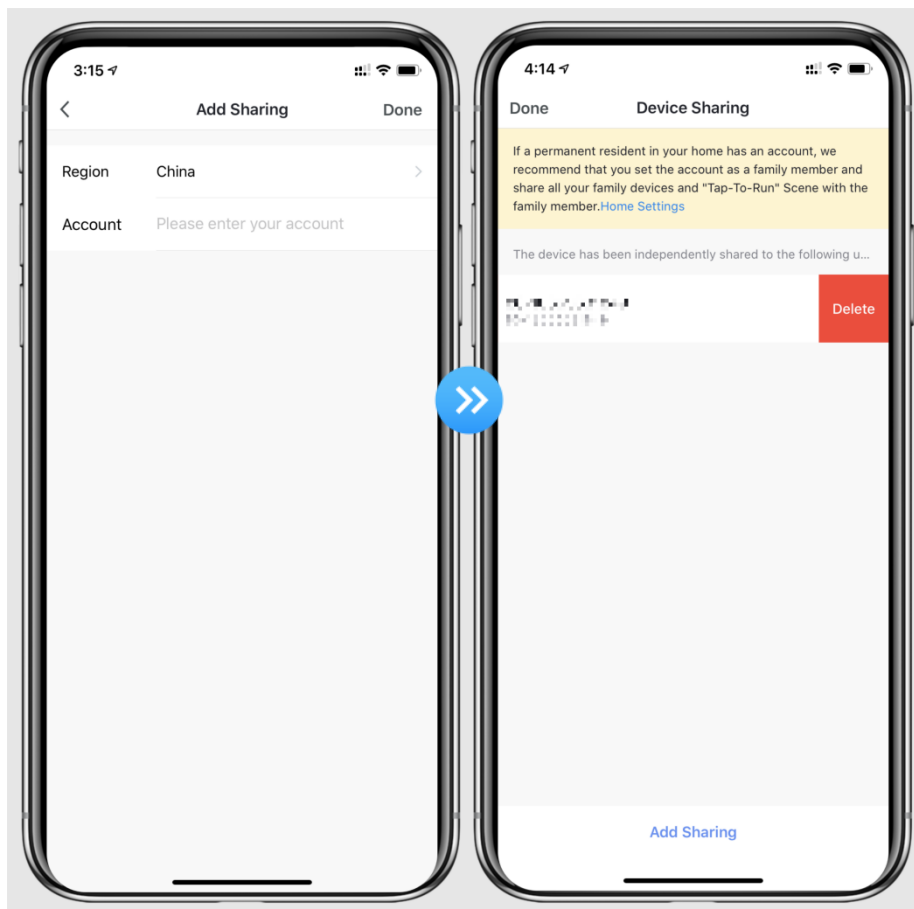 3:15
Add Sharing
Done
Region
China
Account
Please enter your account
4:14
Done
Device Sharing
If a permanent resident in your home has an account, we
recommend that you set the account as a family member and
share all your family devices and "Tap-To-Run" Scene with the
family member.Home Settings
The device has been independently shared to the following u...
Delete
Add Sharing